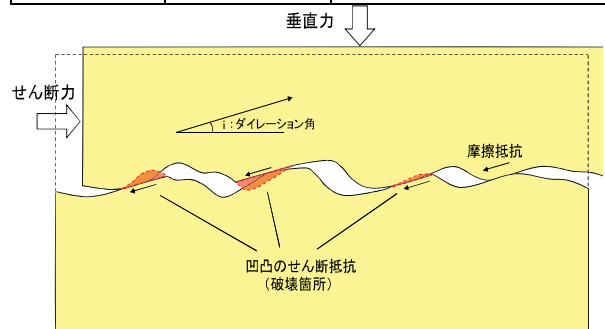 垂直力
せん断力
i:ダイレーション角
摩擦抵抗
凹凸のせん断抵抗
(破壊箇所)